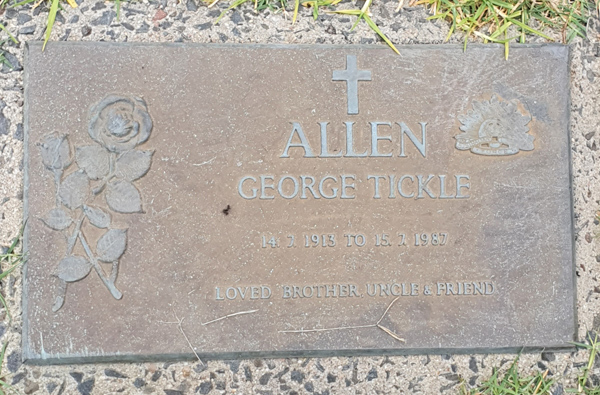 ALLEN
GEORGE TICKLE
14. 7. 1913 TO 15. 7. 1987
LOVED BROTHER, UNCLE & FRIEND